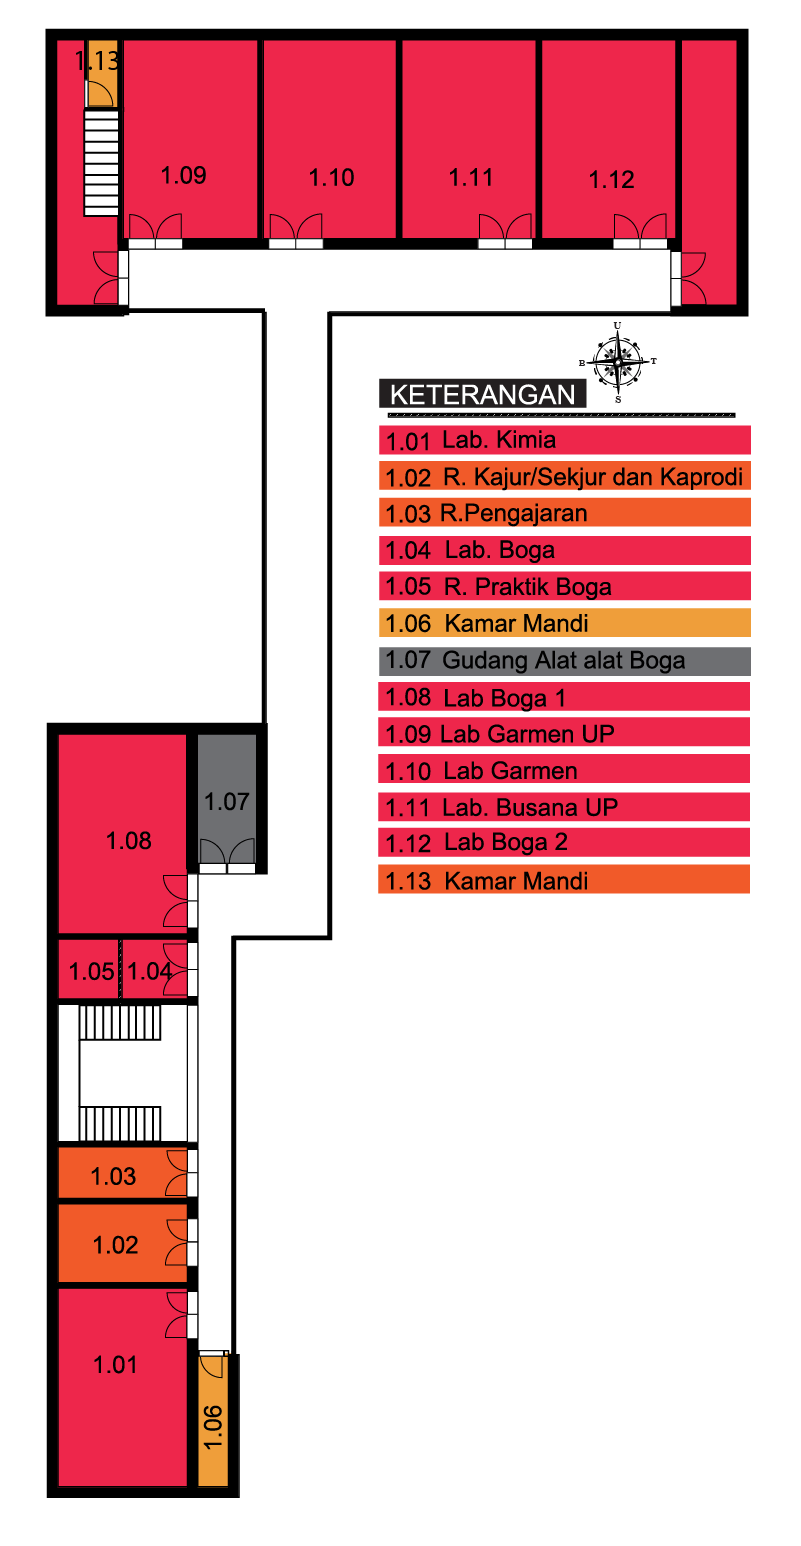 1.13
1.09
1.10
1.11
1.12
U
B
T
S
KETERANGAN
1.01 Lab. Kimia
1.02 R. Kajur/Sekjur dan Kaprodi
1.03 R.Pengajaran
1.04 Lab. Boga
1.05 R. Praktik Boga
1.06 Kamar Mandi
1.07 Gudang Alat alat Boga
1.08 Lab Boga 1
1.09 Lab Garmen UP
1.10 Lab Garmen
1.11 Lab. Busana UP
1.12 Lab Boga 2
1.13 Kamar Mandi
1.07
1.08
1.05
1.04
1.03
1.02
1.01
1.06